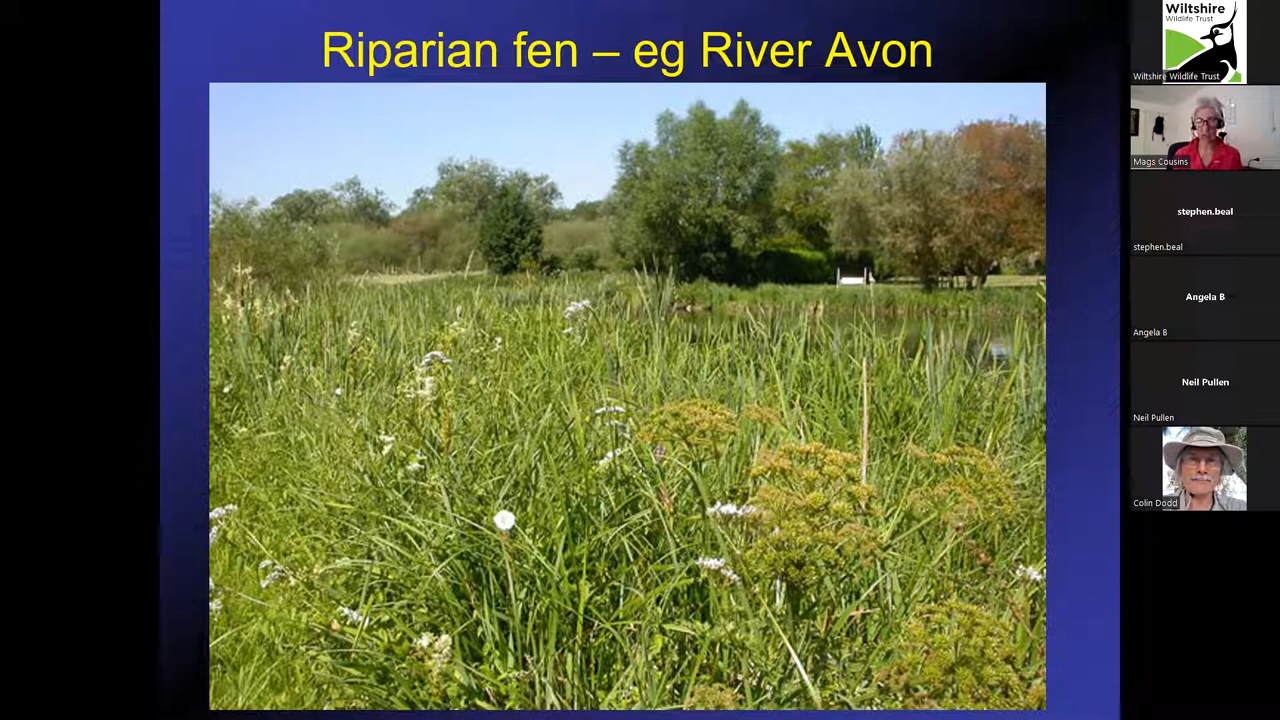 Riparian fen – eg River Avon
Wiltshire
Wildlife Trust
Wiltshire Wildlife Trust
Mags Cousins
stephen.beal
stephen.beal
Angela B
Angela B
Neil Pullen
Neil Pullen
Colin Dodd